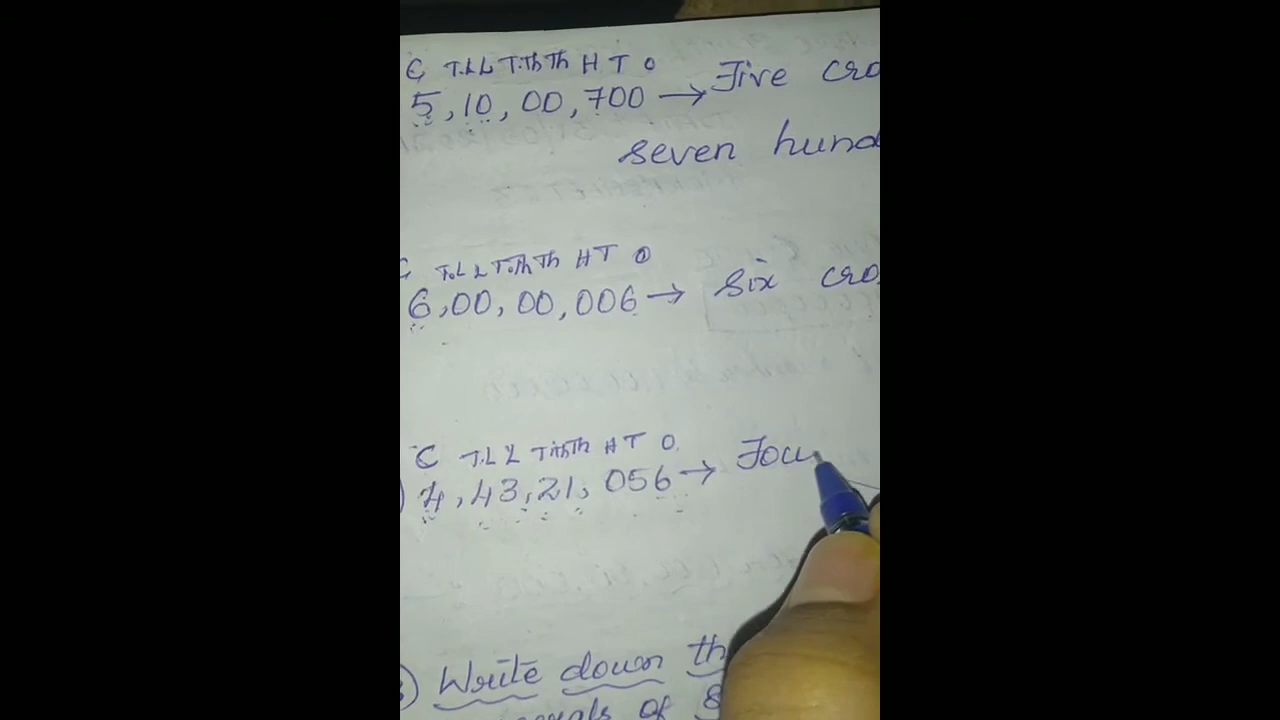 C T.L L T.Th Th H T O
5,10,00,700 → Five cro
seven hund
C T.L L T.Th Th H T O
6,00,00,006 → Six cro
C T.L L T.Th Th H T O.
4,43,21,056 → Fou
Write down th
of